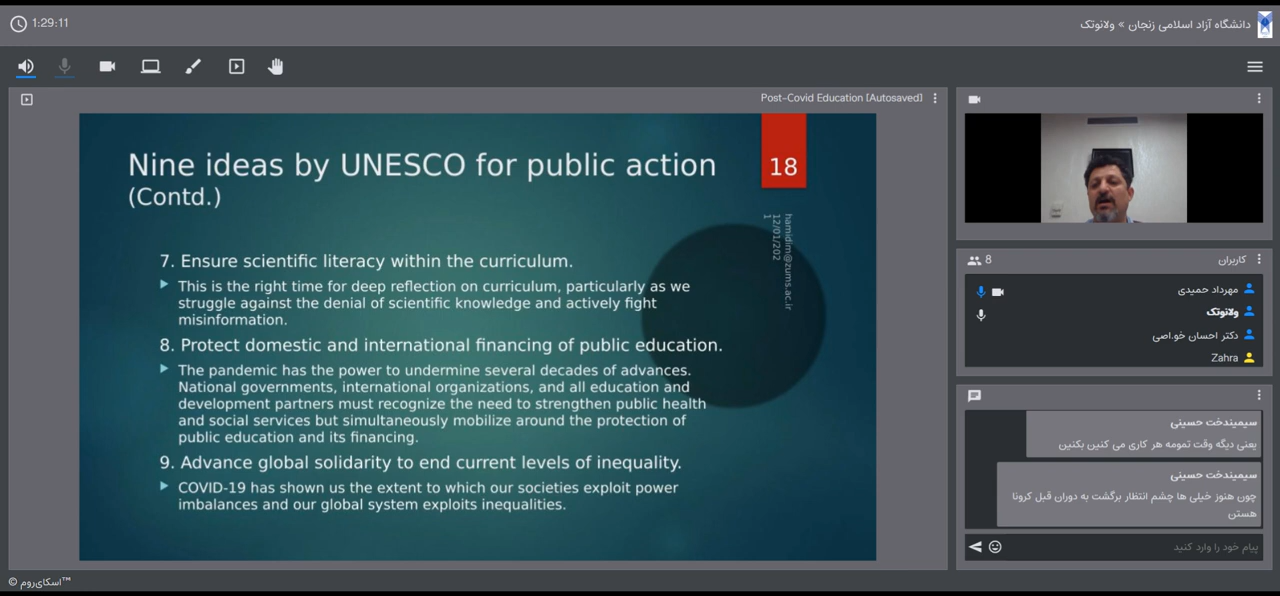 1:29:11
دانشگاه آزاد اسلامی زنجان » ولانوتک
Post-Covid Education [Autosaved]
Nine ideas by UNESCO for public action
(Contd.)
18
hamidim@zums.ac.ir
12/01/202
1
7. Ensure scientific literacy within the curriculum.
This is the right time for deep reflection on curriculum, particularly as we
struggle against the denial of scientific knowledge and actively fight
misinformation.
8. Protect domestic and international financing of public education.
The pandemic has the power to undermine several decades of advances.
National governments, international organizations, and all education and
development partners must recognize the need to strengthen public health
and social services but simultaneously mobilize around the protection of
public education and its financing.
9. Advance global solidarity to end current levels of inequality.
COVID-19 has shown us the extent to which our societies exploit power
imbalances and our global system exploits inequalities.
کاربران
8
مهرداد حمیدی
ولانوتک
دکتر احسان خواصی
Zahra
سیمیندخت حسینی
یعنی دیگه وقت تمومه هر کاری می کنین بکنین
سیمیندخت حسینی
چون هنوز خیلی ها چشم انتظار برگشت به دوران قبل کرونا
هستن
پیام خود را وارد کنید
© اسکای‌روم™